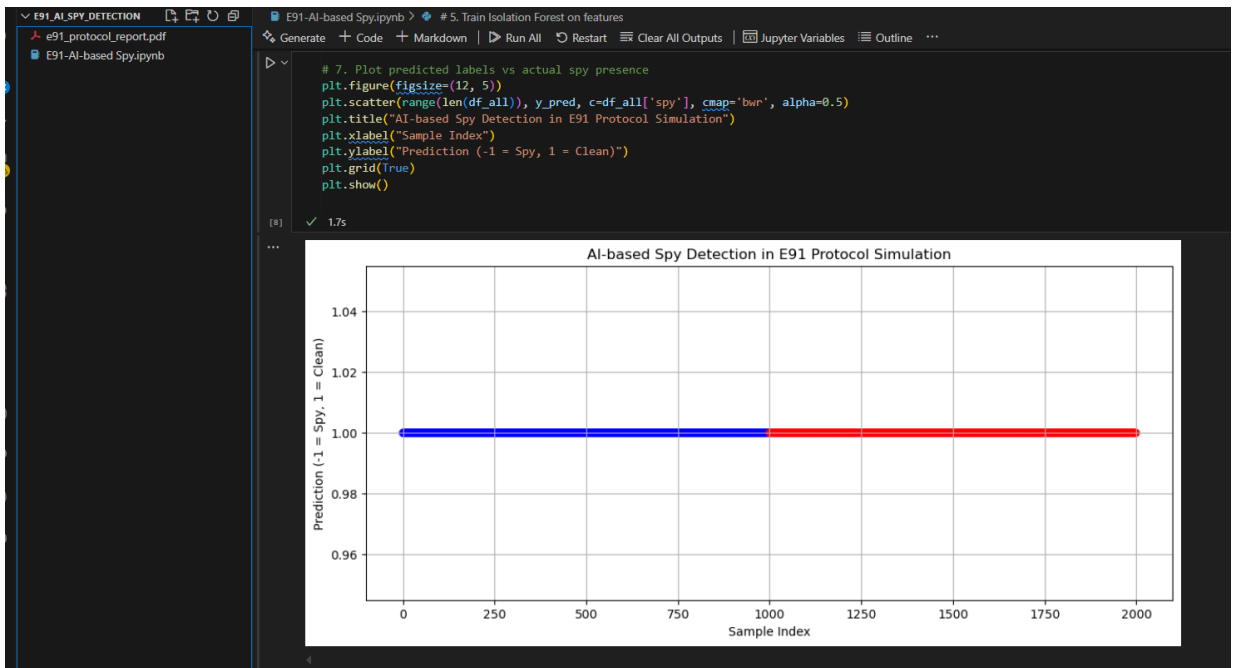 E91_AI_SPY_DETECTION
e91_protocol_report.pdf
E91-AI-based Spy.ipynb
E91-AI-based Spy.ipynb > # 5. Train Isolation Forest on features
Generate + Code + Markdown | Run All Restart Clear All Outputs | Jupyter Variables Outline ...
# 7. Plot predicted labels vs actual spy presence
plt.figure(figsize=(12, 5))
plt.scatter(range(len(df_all)), y_pred, c=df_all['spy'], cmap='bwr', alpha=0.5)
plt.title("AI-based Spy Detection in E91 Protocol Simulation")
plt.xlabel("Sample Index")
plt.ylabel("Prediction (-1 = Spy, 1 = Clean)")
plt.grid(True)
plt.show()
[8] ✓ 1.7s
...
AI-based Spy Detection in E91 Protocol Simulation
Prediction (-1 = Spy, 1 = Clean)
1.04
1.02
1.00
0.98
0.96
0 250 500 750 1000 1250 1500 1750 2000
Sample Index